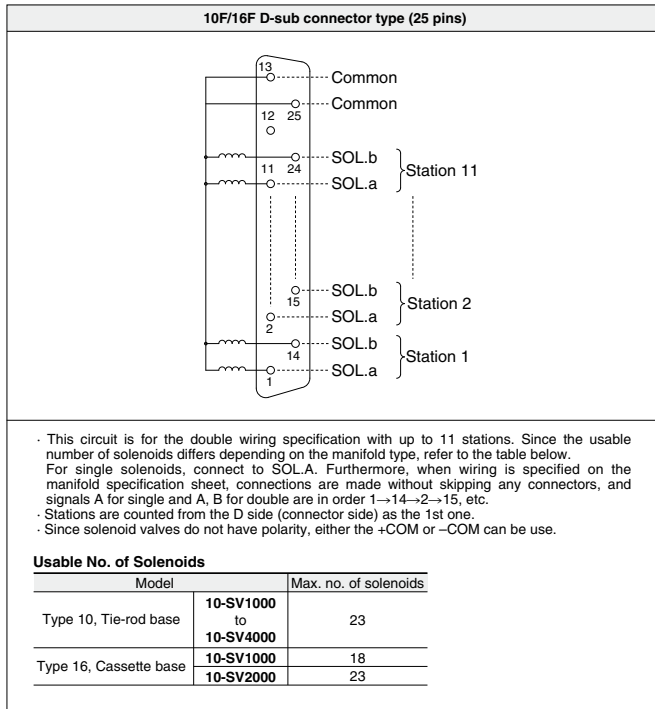 10F/16F D-sub connector type (25 pins)
13
Common
Common
12 25
SOL.b
11 24
Station 11
SOL.a
SOL.b
15
Station 2
SOL.a
2
SOL.b
14
Station 1
SOL.a
1
· This circuit is for the double wiring specification with up to 11 stations. Since the usable
number of solenoids differs depending on the manifold type, refer to the table below.
For single solenoids, connect to SOL.A. Furthermore, when wiring is specified on the
manifold specification sheet, connections are made without skipping any connectors, and
signals A for single and A, B for double are in order 1→14→2→15, etc.
· Stations are counted from the D side (connector side) as the 1st one.
· Since solenoid valves do not have polarity, either the +COM or –COM can be use.
Usable No. of Solenoids
Model Max. no. of solenoids
Type 10, Tie-rod base 10-SV1000 to 10-SV4000 23
Type 16, Cassette base 10-SV1000 18
10-SV2000 23